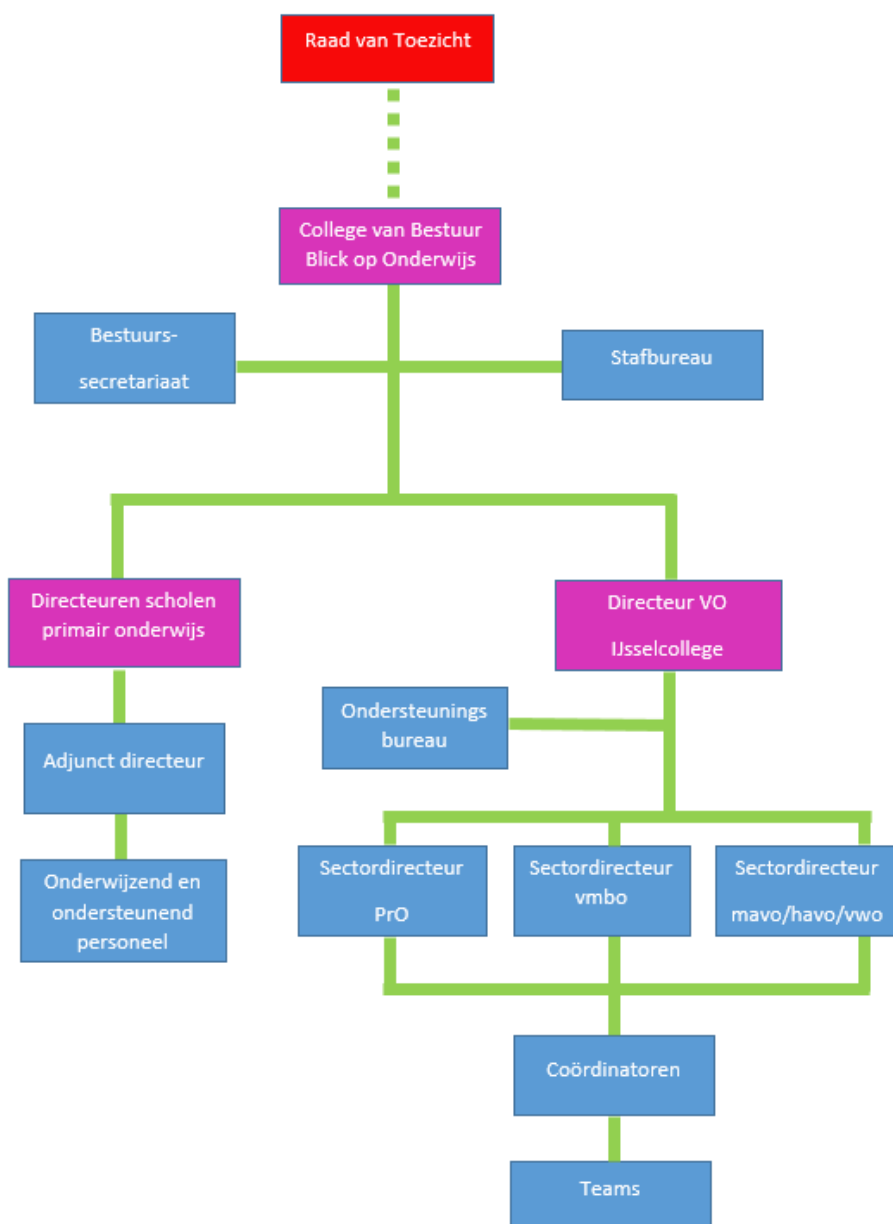 Raad van Toezicht
College van Bestuur
Blick op Onderwijs
Bestuurs-
secretariaat
Stafbureau
Directeuren scholen
primair onderwijs
Directeur VO
IJsselcollege
Ondersteunings
bureau
Adjunct directeur
Sectordirecteur
PrO
Sectordirecteur
vmbo
Sectordirecteur
mavo/havo/vwo
Onderwijzend en
ondersteunend
personeel
Coördinatoren
Teams